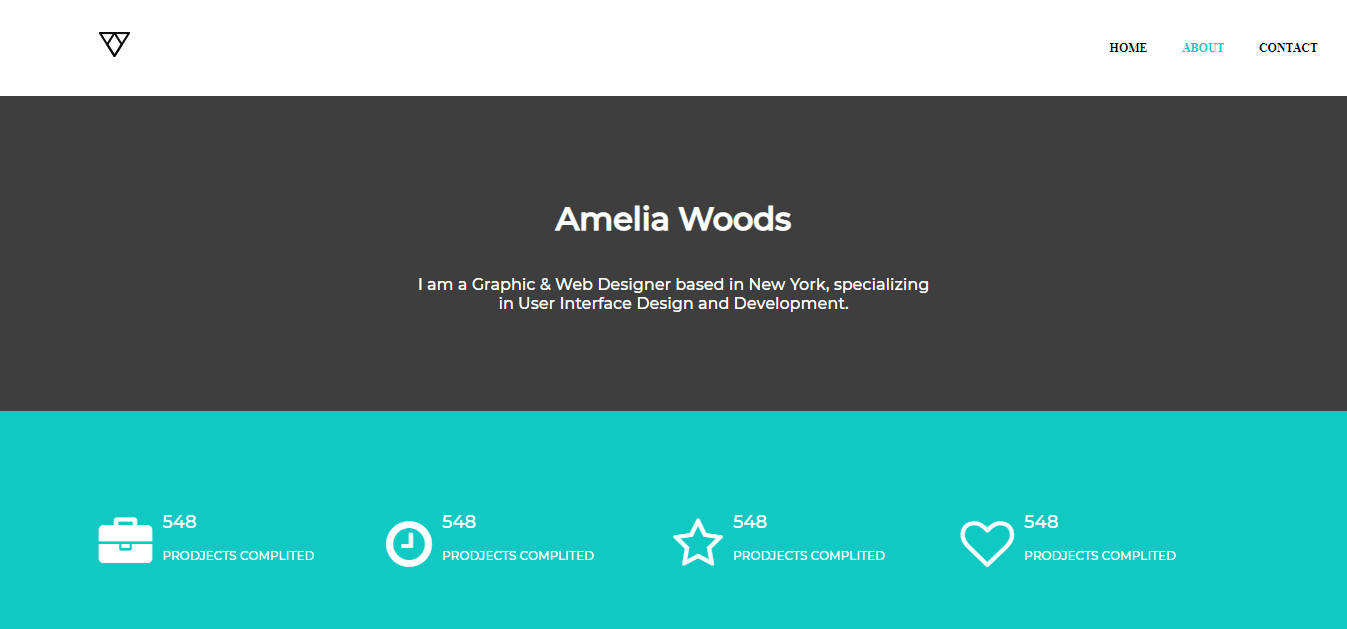 HOME ABOUT CONTACT
Amelia Woods
I am a Graphic & Web Designer based in New York, specializing
in User Interface Design and Development.
548 548 548 548
PRODJECTS COMPLITED PRODJECTS COMPLITED PRODJECTS COMPLITED PRODJECTS COMPLITED